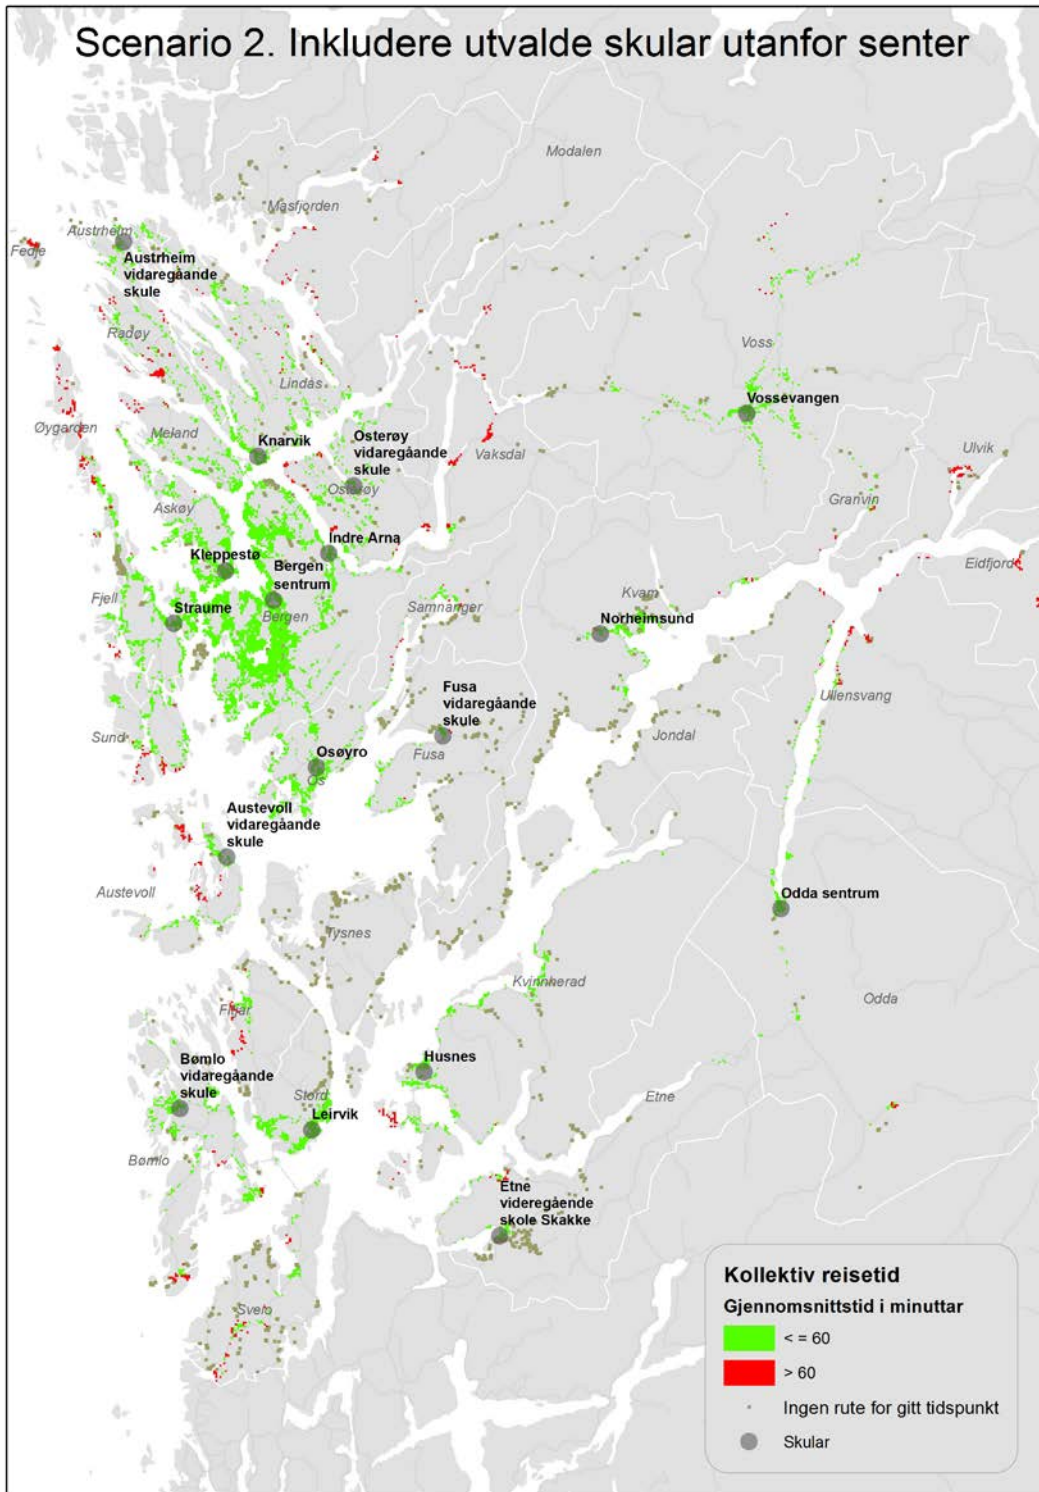 Scenario 2. Inkludere utvalde skular utanfor senter
Modalen
Masfjorden
Austrheim
Fedje
Austrheim
vidaregåande
skule
Radøy
Voss
Lindås
Vossevangen
Øygarden
Meland
Knarvik
Osterøy
vidaregåande
skule
Vaksdal
Ulvik
Osterøy
Granvin
Askøy
Indre Arna
Kleppestø
Bergen
sentrum
Eidfjord
Fjell
Straume
Bergen
Samnanger
Kvam
Norheimsund
Fusa
vidaregåande
skule
Ullensvang
Sund
Jondal
Osøyro
Fusa
Os
Austevoll
vidaregåande
skule
Austevoll
Odda sentrum
Tysnes
Kvinnherad
Odda
Fitjar
Husnes
Bømlo
vidaregåande
skule
Stord
Etne
Leirvik
Bømlo
Etne
videregående
skole Skakke
Sveio
Kollektiv reisetid
Gjennomsnittstid i minuttar
< = 60
> 60
Ingen rute for gitt tidspunkt
Skular